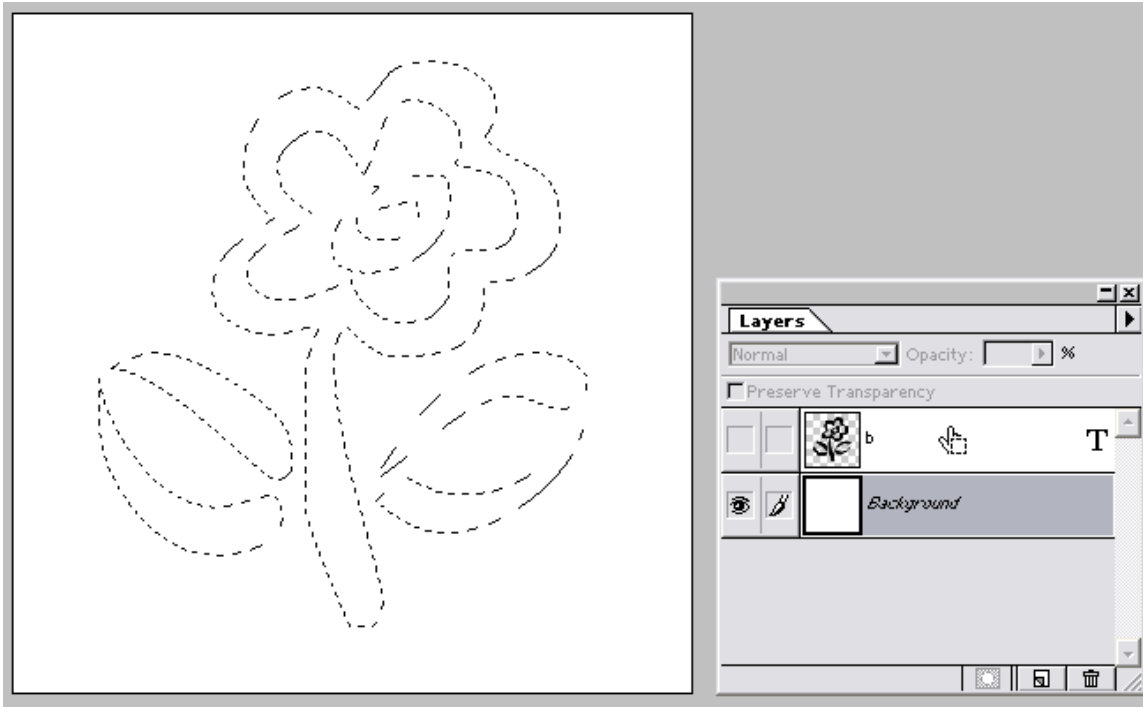 Layers
Normal Opacity: %
Preserve Transparency
b T
Background